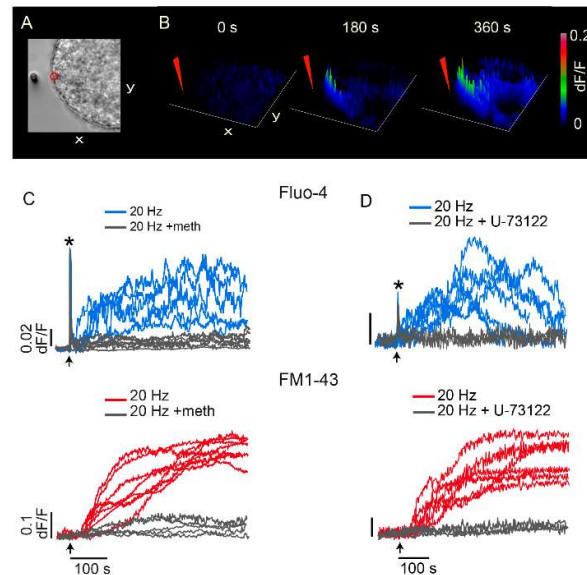 A
y
x
B
0 s
180 s
360 s
x
y
0.2
dF/F
0
C
Fluo-4
D
20 Hz
20 Hz +meth
20 Hz
20 Hz + U-73122
*
*
0.02
dF/F
FM1-43
20 Hz
20 Hz +meth
20 Hz
20 Hz + U-73122
0.1
dF/F
100 s
100 s